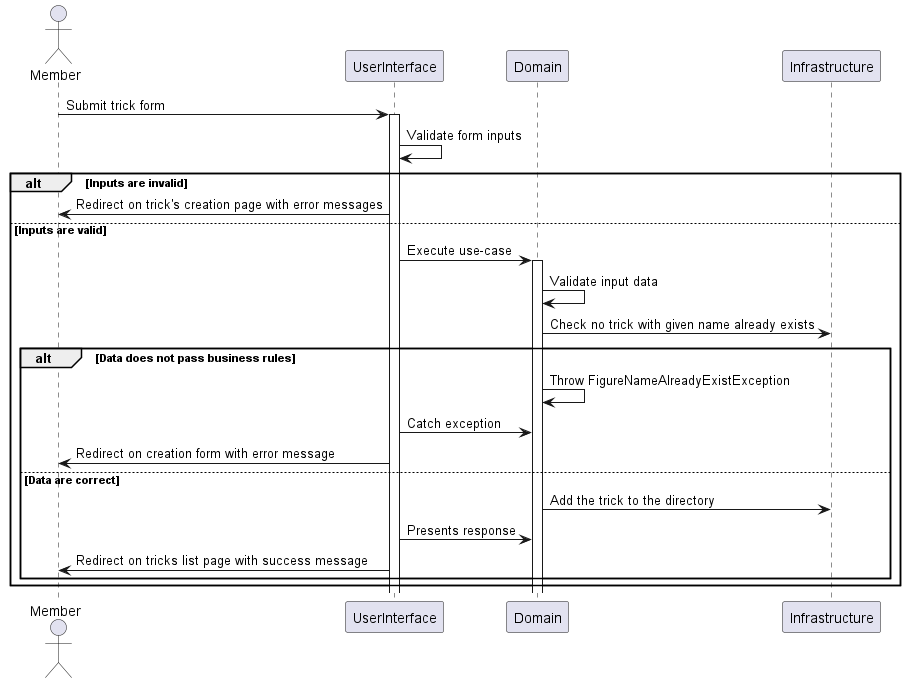 Member
UserInterface
Domain
Infrastructure
Submit trick form
Validate form inputs
alt
[Inputs are invalid]
Redirect on trick's creation page with error messages
[Inputs are valid]
Execute use-case
Validate input data
Check no trick with given name already exists
alt
[Data does not pass business rules]
Throw FigureNameAlreadyExistException
Catch exception
Redirect on creation form with error message
[Data are correct]
Add the trick to the directory
Presents response
Redirect on tricks list page with success message
Member
UserInterface
Domain
Infrastructure